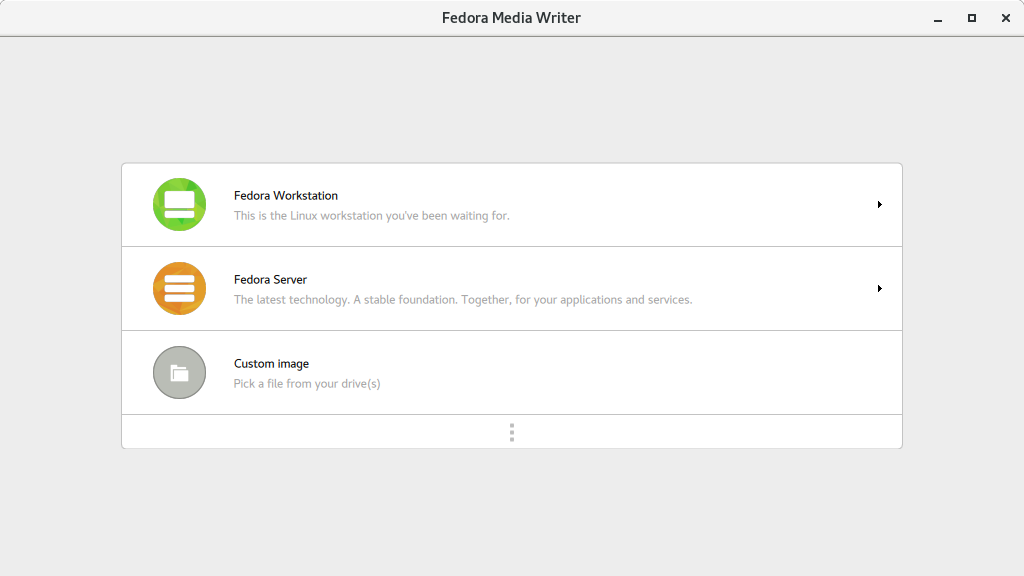 Fedora Media Writer
Fedora Workstation
This is the Linux workstation you've been waiting for.
Fedora Server
The latest technology. A stable foundation. Together, for your applications and services.
Custom image
Pick a file from your drive(s)